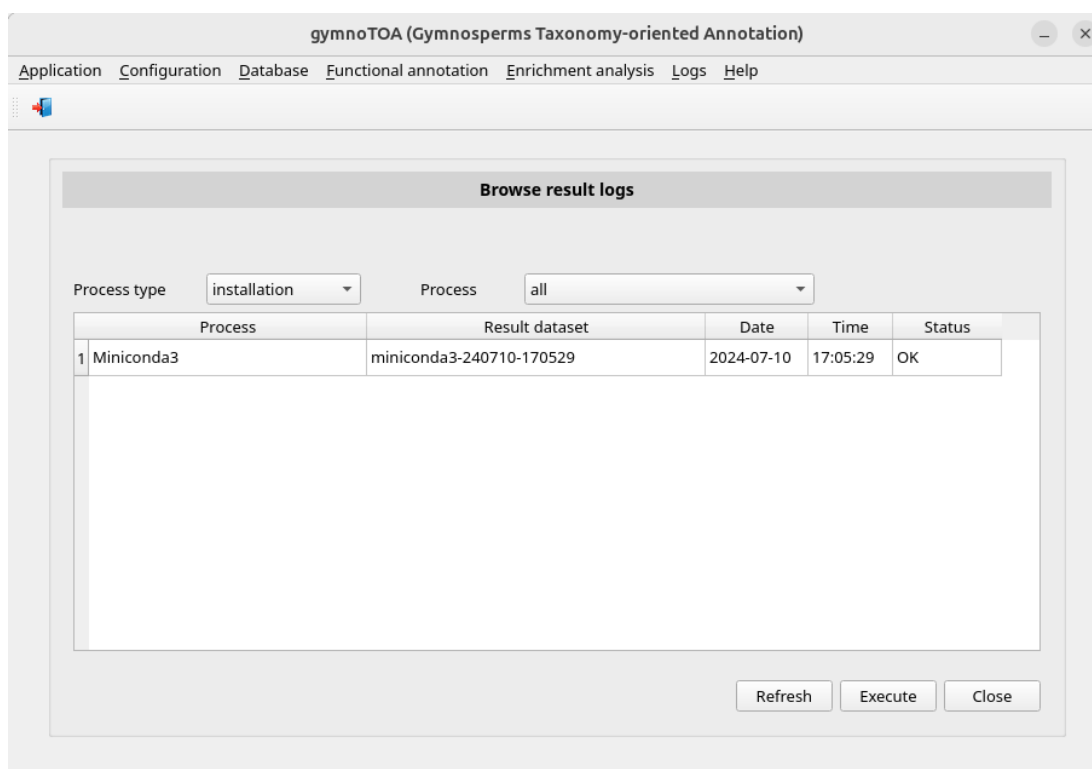 gymnoTOA (Gymnosperms Taxonomy-oriented Annotation)
Application Configuration Database Functional annotation Enrichment analysis Logs Help
Browse result logs
Process type installation Process all
Process Result dataset Date Time Status
1 Miniconda3 miniconda3-240710-170529 2024-07-10 17:05:29 OK
Refresh Execute Close